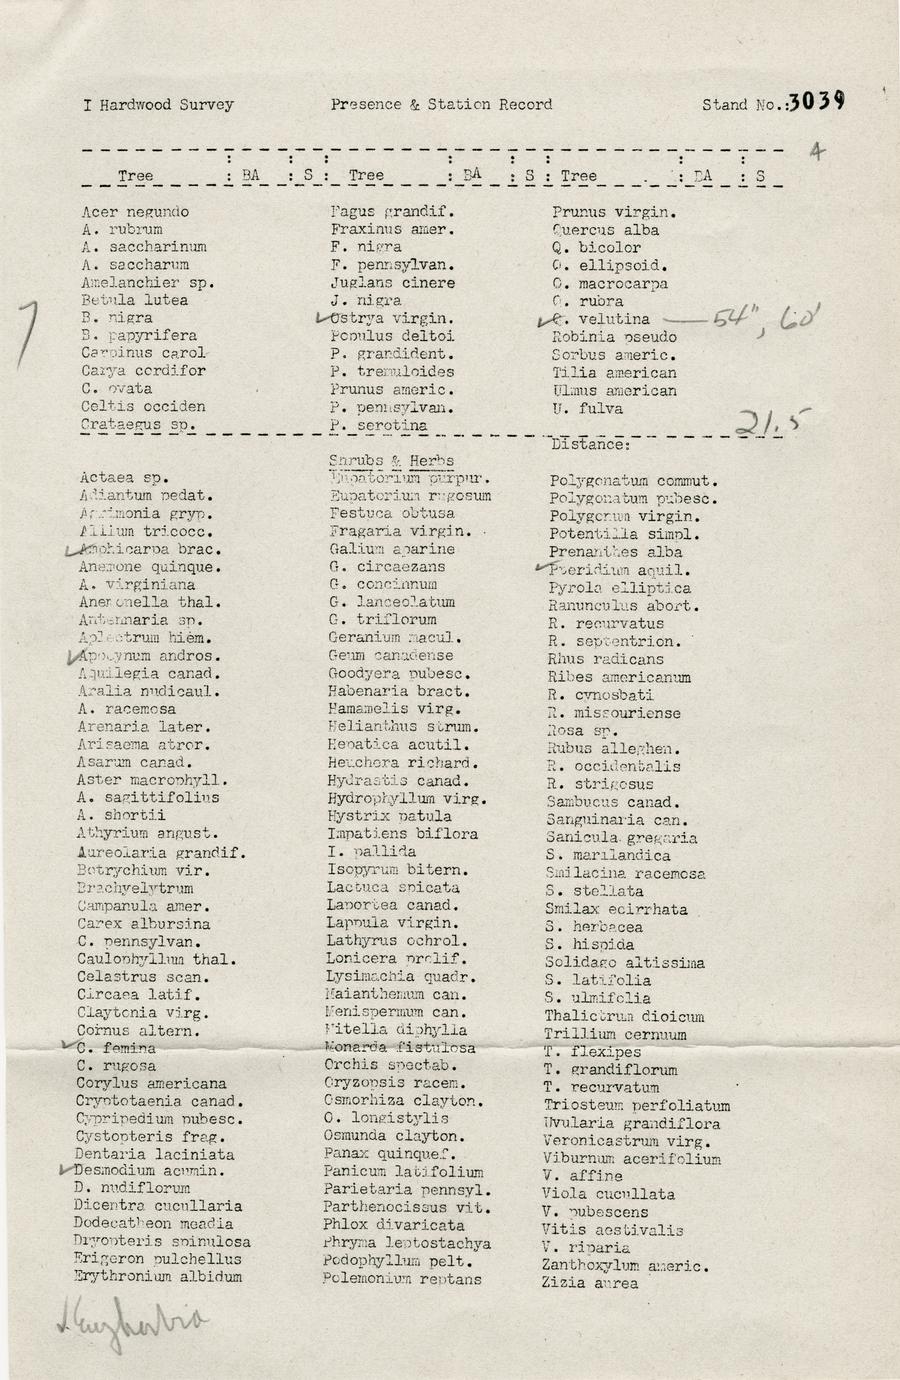 I Hardwood Survey Presence & Station Record Stand No.:3039
4
Tree : BA : S : Tree : BA : S : Tree : BA : S
Acer negundo
A. rubrum
A. saccharinum
A. saccharum
Amelanchier sp.
Betula lutea
B. nigra
B. papyrifera
Carpinus carol
Carya cordifor
C. ovata
Celtis occiden
Crataegus sp.
7
Fagus grandif.
Fraxinus amer.
F. nigra
F. pennsylvan.
Juglans cinere
J. nigra
✓Ostrya virgin.
Populus deltoi
P. grandident.
P. tremuloides
Prunus americ.
P. pennsylvan.
P. serotina
Prunus virgin.
Quercus alba
Q. bicolor
Q. ellipsoid.
Q. macrocarpa
Q. rubra
✓Q. velutina — 54", 60'
Robinia pseudo
Sorbus americ.
Tilia american
Ulmus american
U. fulva
21.5
Distance:
Shrubs & Herbs
Actaea sp.
Adiantum pedat.
Agrimonia gryp.
Allium tricocc.
✓Amphicarpa brac.
Anemone quinque.
A. virginiana
Anemonella thal.
Antennaria sp.
Aplectrum hiem.
✓Apocynum andros.
Aquilegia canad.
Aralia nudicaul.
A. racemosa
Arenaria later.
Arisaema atror.
Asarum canad.
Aster macrophyll.
A. sagittifolius
A. shortii
Athyrium angust.
Aureolaria grandif.
Botrychium vir.
Brachyelytrum
Campanula amer.
Carex albursina
C. pennsylvan.
Caulophyllum thal.
Celastrus scan.
Circaea latif.
Claytonia virg.
Cornus altern.
✓C. femina
C. rugosa
Corylus americana
Cryptotaenia canad.
Cypripedium pubesc.
Cystopteris frag.
Dentaria laciniata
✓Desmodium acumin.
D. nudiflorum
Dicentra cucullaria
Dodecatheon meadia
Dryopteris spinulosa
Erigeron pulchellus
Erythronium albidum
✓Euphorbia
Eupatorium purpur.
Eupatorium rugosum
Festuca obtusa
Fragaria virgin.
Galium aparine
G. circaezans
G. concinnum
G. lanceolatum
G. triflorum
Geranium macul.
Geum canadense
Goodyera pubesc.
Habenaria bract.
Hamamelis virg.
Helianthus strum.
Hepatica acutil.
Heuchera richard.
Hydrastis canad.
Hydrophyllum virg.
Hystrix patula
Impatiens biflora
I. pallida
Isopyrum bitern.
Lactuca spicata
Laportea canad.
Lappula virgin.
Lathyrus ochrol.
Lonicera prolif.
Lysimachia quadr.
Maianthemum can.
Menispermum can.
Mitella diphylla
Monarda fistulosa
Orchis spectab.
Oryzopsis racem.
Osmorhiza clayton.
O. longistylis
Osmunda clayton.
Panax quinquef.
Panicum latifolium
Parietaria pennsyl.
Parthenocissus vit.
Phlox divaricata
Phryma leptostachya
Podophyllum pelt.
Polemonium reptans
Polygonatum commut.
Polygonatum pubesc.
Polygonum virgin.
Potentilla simpl.
Prenanthes alba
✓Pteridium aquil.
Pyrola elliptica
Ranunculus abort.
R. recurvatus
R. septentrion.
Rhus radicans
Ribes americanum
R. cynosbati
R. missouriense
Rosa sp.
Rubus alleghen.
R. occidentalis
R. strigosus
Sambucus canad.
Sanguinaria can.
Sanicula gregaria
S. marilandica
Smilacina racemosa
S. stellata
Smilax ecirrhata
S. herbacea
S. hispida
Solidago altissima
S. latifolia
S. ulmifolia
Thalictrum dioicum
Trillium cernuum
T. flexipes
T. grandiflorum
T. recurvatum
Triosteum perfoliatum
Uvularia grandiflora
Veronicastrum virg.
Viburnum acerifolium
V. affine
Viola cucullata
V. pubescens
Vitis aestivalis
V. riparia
Zanthoxylum americ.
Zizia aurea